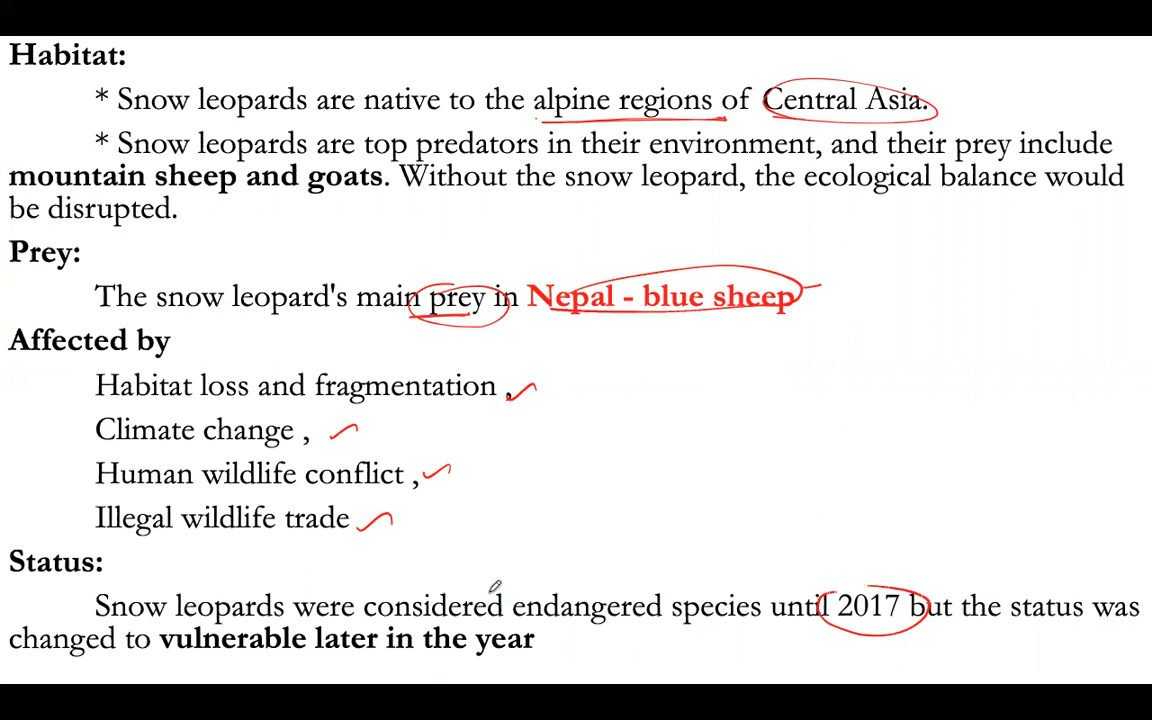 Habitat:
* Snow leopards are native to the alpine regions of Central Asia.
* Snow leopards are top predators in their environment, and their prey include
mountain sheep and goats. Without the snow leopard, the ecological balance would
be disrupted.
Prey:
The snow leopard's main prey in Nepal - blue sheep
Affected by
Habitat loss and fragmentation ,
Climate change ,
Human wildlife conflict ,
Illegal wildlife trade
Status:
Snow leopards were considered endangered species until 2017 but the status was
changed to vulnerable later in the year